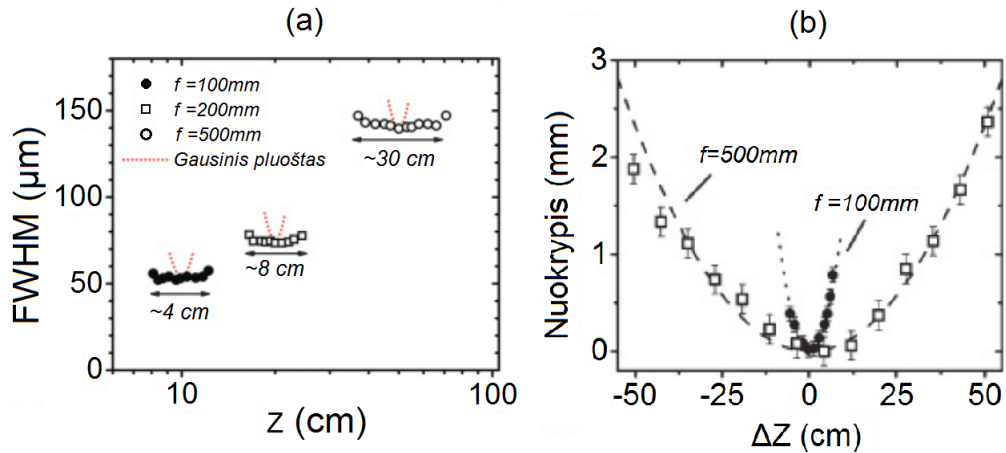 (a)
FWHM (µm)
150
100
50
0
f =100mm
f =200mm
f =500mm
Gausinis pluoštas
~30 cm
~8 cm
~4 cm
10
100
z (cm)
(b)
Nuokrypis (mm)
3
2
1
0
f=500mm
f =100mm
-50
-25
0
25
50
ΔZ (cm)